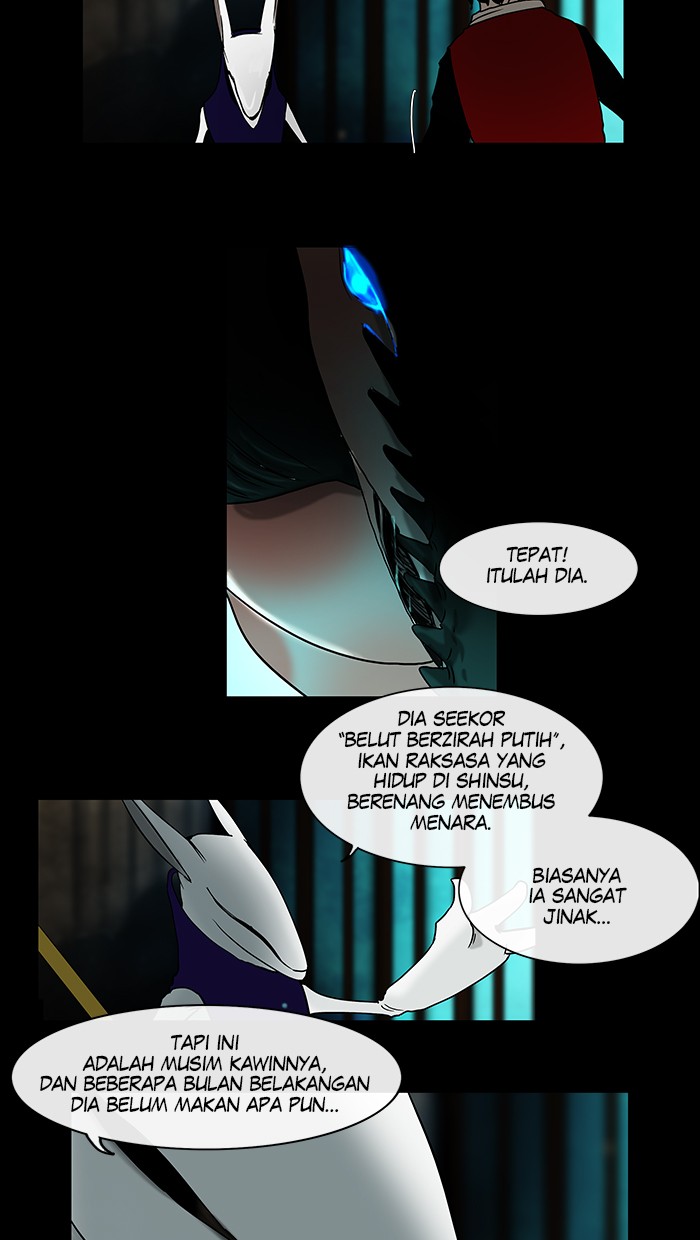 TEPAT!
ITULAH DIA.
DIA SEEKOR
"BELUT BERZIRAH PUTIH",
IKAN RAKSASA YANG
HIDUP DI SHINSU,
BERENANG MENEMBUS
MENARA.
BIASANYA
IA SANGAT
JINAK...
TAPI INI
ADALAH MUSIM KAWINNYA,
DAN BEBERAPA BULAN BELAKANGAN
DIA BELUM MAKAN APA PUN...